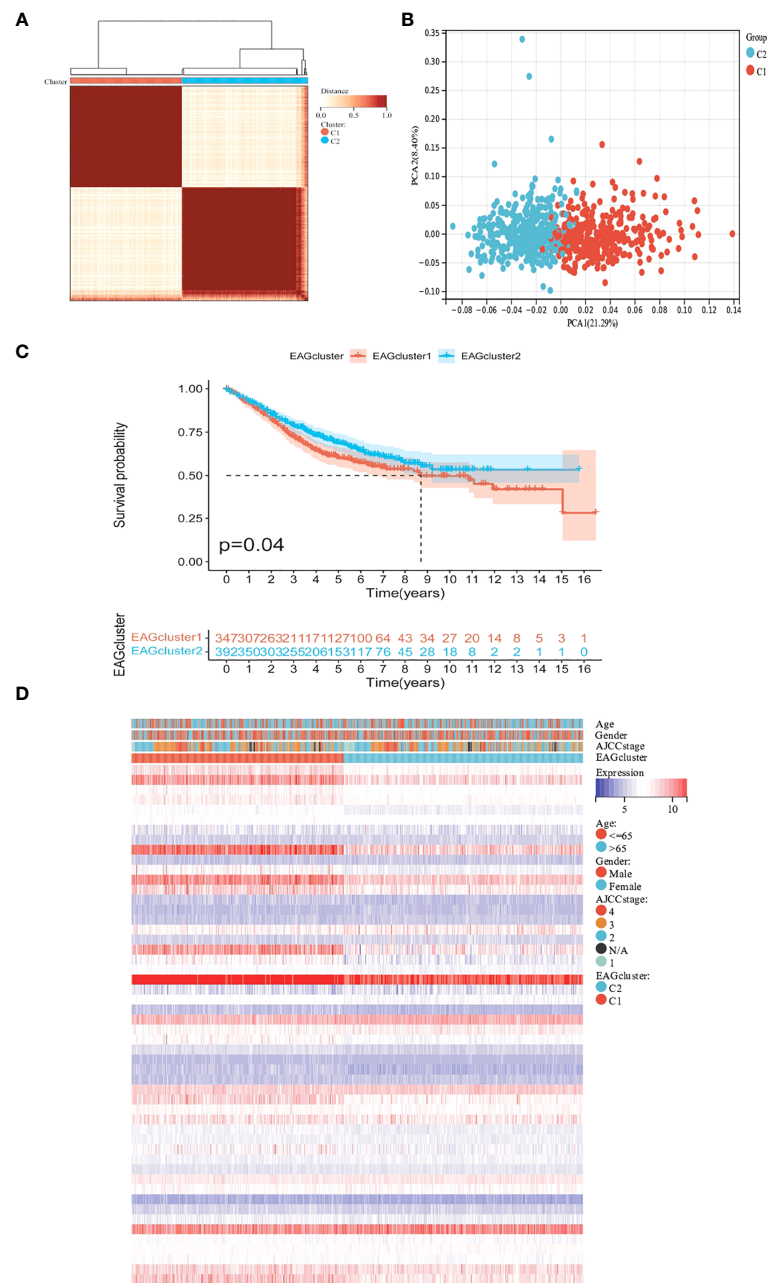 A
Cluster
Distance
0.0 0.5 1.0
Cluster:
C1
C2
B
0.35
0.30
0.25
0.20
0.15
0.10
0.05
0.00
−0.05
−0.10
PCA2(8.40%)
−0.08 −0.06 −0.04 −0.02 0.00 0.02 0.04 0.06 0.08 0.10 0.12 0.14
PCA1(21.29%)
Group
C2
C1
C
EAGcluster EAGcluster1 EAGcluster2
1.00
0.75
0.50
0.25
0.00
Survival probability
p=0.04
0 1 2 3 4 5 6 7 8 9 10 11 12 13 14 15 16
Time(years)
EAGcluster
EAGcluster1 347307263211171127100 64 43 34 27 20 14 8 5 3 1
EAGcluster2 392350303255206153117 76 45 28 18 8 2 2 1 1 0
0 1 2 3 4 5 6 7 8 9 10 11 12 13 14 15 16
Time(years)
D
Age
Gender
AJCCstage
EAGcluster
Expression
5 10
Age:
<=65
>65
Gender:
Male
Female
AJCCstage:
4
3
2
N/A
1
EAGcluster:
C2
C1